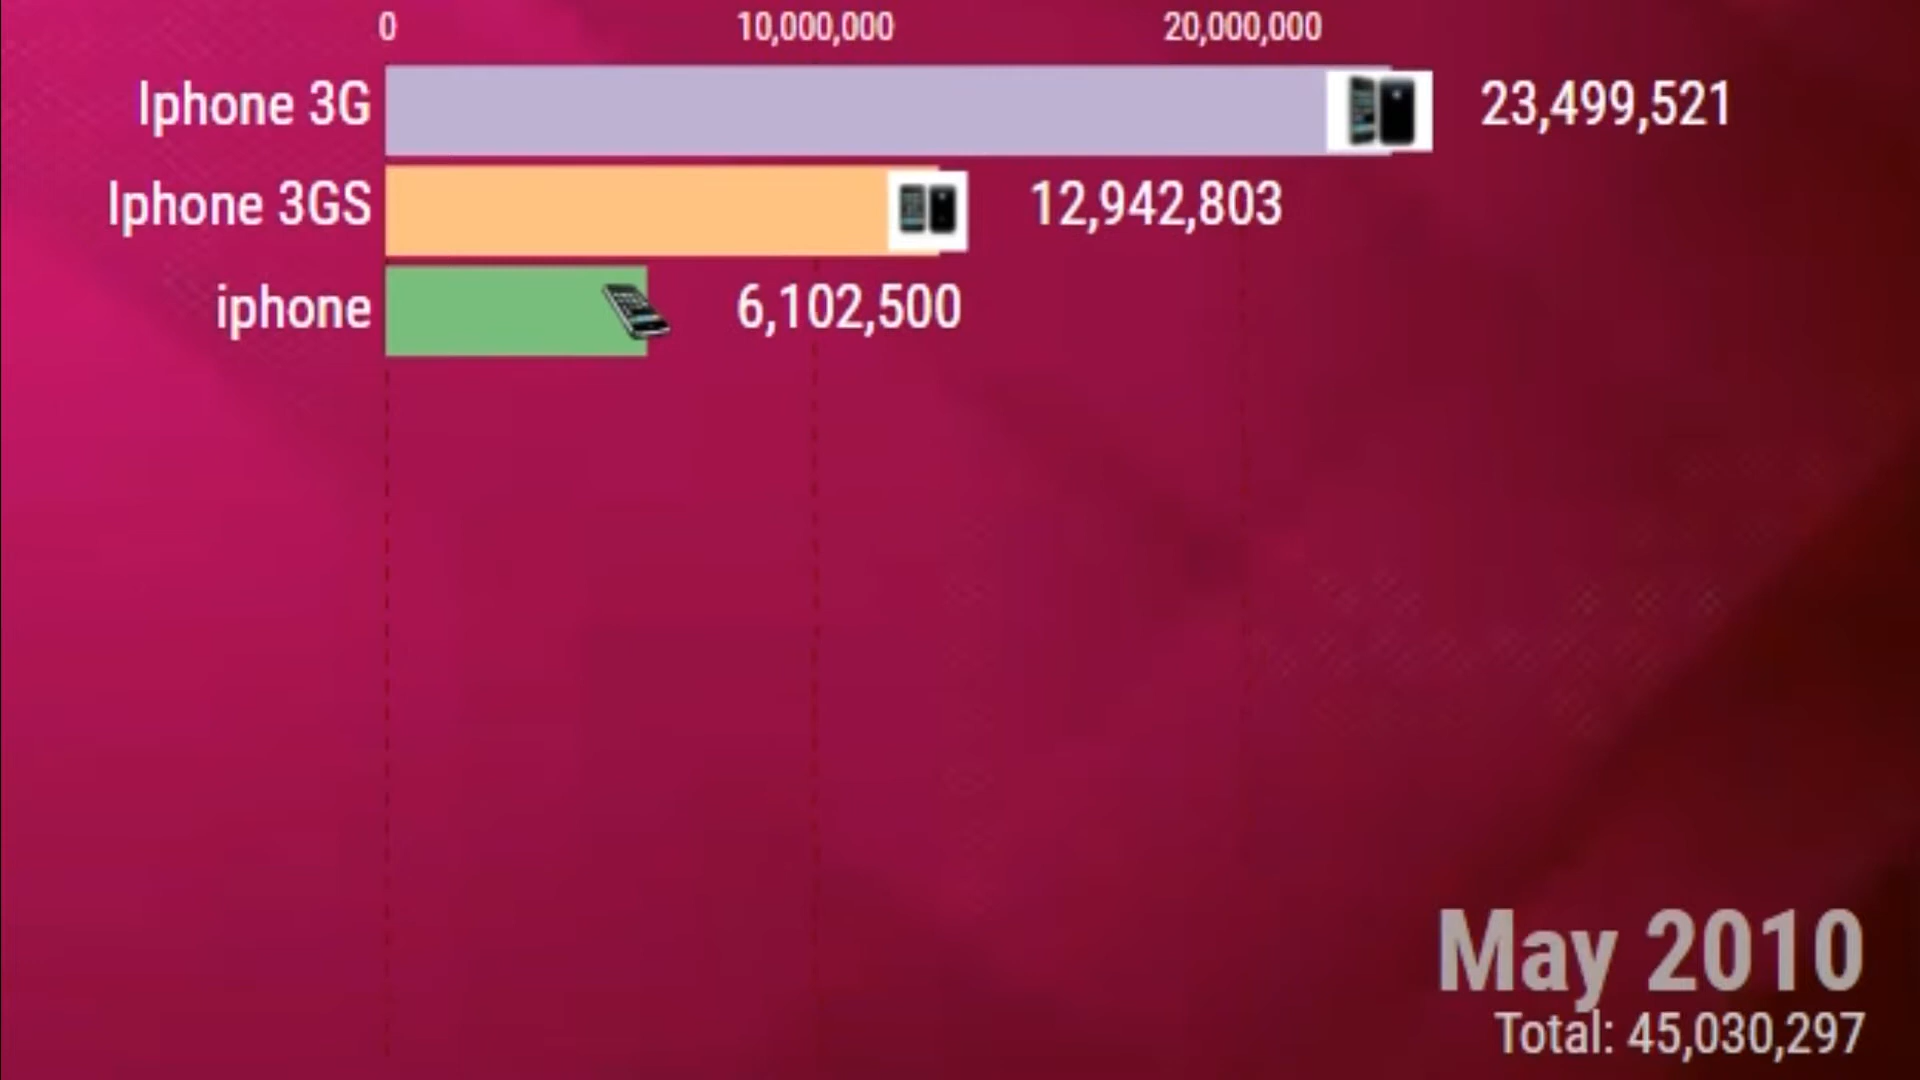 0 10,000,000 20,000,000
Iphone 3G 23,499,521
Iphone 3GS 12,942,803
iphone 6,102,500
May 2010
Total: 45,030,297